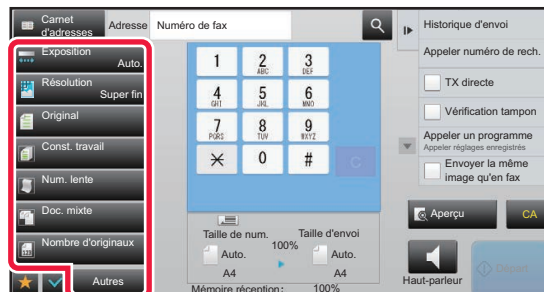 Carnet
d'adresses
Adresse
Numéro de fax
Exposition
Auto.
Résolution
Super fin
Original
Const. travail
Num. lente
Doc. mixte
Nombre d'originaux
Autres
1
2
ABC
3
DEF
4
GHI
5
JKL
6
MNO
7
PQRS
8
TUV
9
WXYZ
0
#
C
Taille de num.
100%
Taille d'envoi
Auto.
Auto.
A4
A4
Mémoire réception:
100%
Historique d'envoi
Appeler numéro de rech.
TX directe
Vérification tampon
Appeler un programme
Appeler réglages enregistrés
Envoyer la même
image qu'en fax
Aperçu
CA
Haut-parleur
Départ